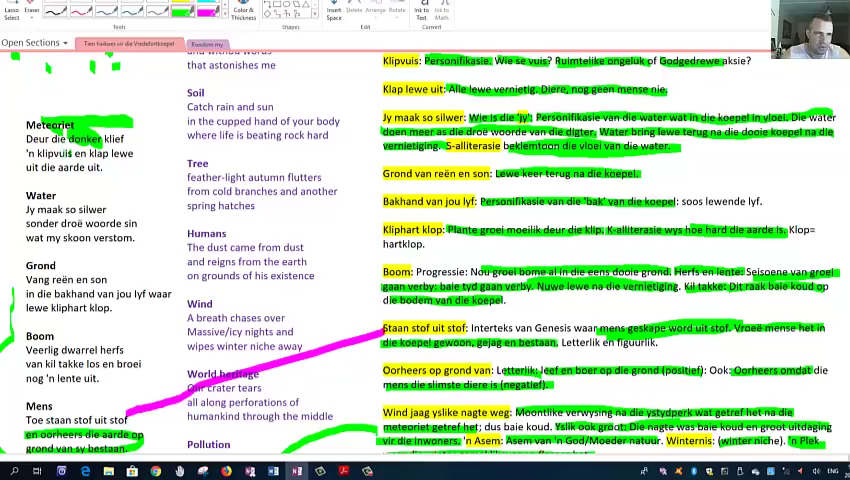 Lasso
Select
Eraser
Color &
Thickness
Insert
Space
Delete
Arrange
Rotate
Ink to
Text
Ink to
Math
Tools
Shapes
Convert
Open Sections
Tien haikoes vir die Vredefortkoepel
Random my
that astonishes me
Soil
Catch rain and sun
in the cupped hand of your body
where life is beating rock hard
Tree
feather-light autumn flutters
from cold branches and another
spring hatches
Humans
The dust came from dust
and reigns from the earth
on grounds of his existence
Wind
A breath chases over
Massive/icy nights and
wipes winter niche away
World heritage
Our crater tears
all along perforations of
humankind through the middle
Pollution
Meteoriet
Deur die donker klief
'n klipvuis en klap lewe
uit die aarde uit.
Water
Jy maak so silwer
sonder droë woorde sin
wat my skoon verstom.
Grond
Vang reën en son
in die bakhand van jou lyf waar
lewe kliphart klop.
Boom
Veerlig dwarrel herfs
van kil takke los en broei
nog 'n lente uit.
Mens
Toe staan stof uit stof
en oorheers die aarde op
grond van sy bestaan.
Klipvuis: Personifikasie. Wie se vuis? Ruimtelike ongeluk of Godgedrewe aksie?
Klap lewe uit: Alle lewe vernietig. Diere, nog geen mense nie.
Jy maak so silwer: Wie is die 'jy': Personifikasie van die water wat in die koepel in vloei. Die water
doen meer as die droë woorde van die digter. Water bring lewe terug na die dooie koepel na die
vernietiging. S-alliterasie beklemtoon die vloei van die water.
Grond van reën en son: Lewe keer terug na die koepel.
Bakhand van jou lyf: Personifikasie van die 'bak' van die koepel: soos lewende lyf.
Kliphart klop: Plante groei moeilik deur die klip. K-alliterasie wys hoe hard die aarde is. Klop=
hartklop.
Boom: Progressie: Nou groei bome al in die eens dooie grond. Herfs en lente: Seisoene van groei
gaan verby: baie tyd gaan verby. Nuwe lewe na die vernietiging. Kil takke: Dit raak baie koud op
die bodem van die koepel.
Staan stof uit stof: Interteks van Genesis waar mens geskape word uit stof. Vroeë mense het in
die koepel gewoon, gejag en bestaan. Letterlik en figuurlik.
Oorheers op grond van: Letterlik: leef en boer op die grond (positief): Ook: Oorheers omdat die
mens die slimste diere is (negatief).
Wind jaag yslike nagte weg: Moontlike verwysing na die ystydperk wat getref het na die
meteoriet getref het; dus baie koud. Yslik ook groot: Die nagte was baie koud en groot uitdaging
vir die inwoners. 'n Asem: Asem van 'n God/Moeder natuur. Winternis: (winter niche). 'n Plek
ENG